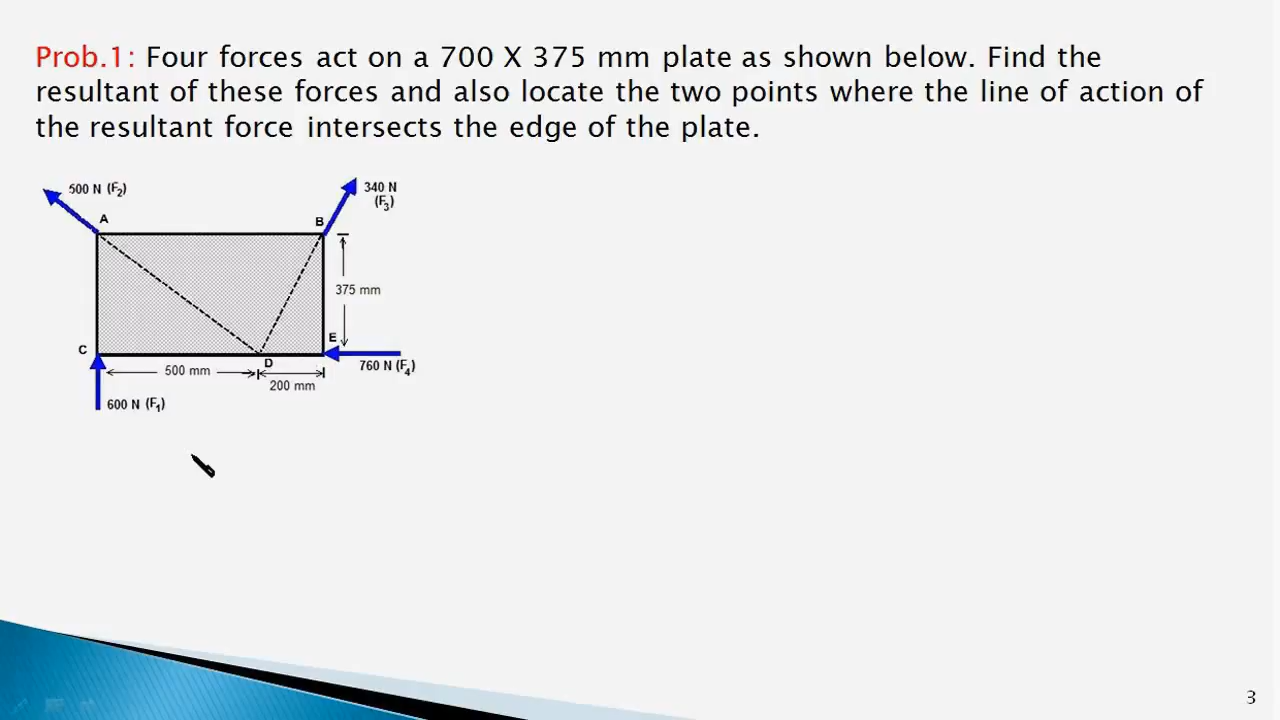 Prob.1: Four forces act on a 700 X 375 mm plate as shown below. Find the
resultant of these forces and also locate the two points where the line of action of
the resultant force intersects the edge of the plate.
500 N (F2)
340 N
(F3)
A
B
375 mm
C
E
D
760 N (F4)
500 mm
200 mm
600 N (F1)
3